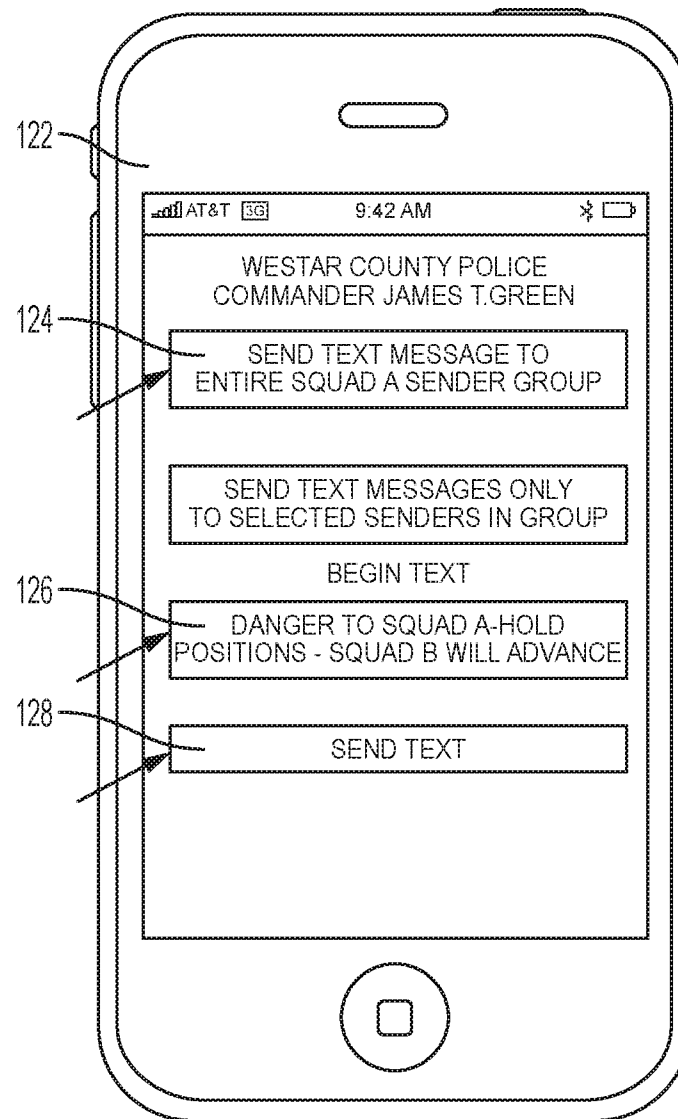 122
AT&T 3G 9:42 AM
WESTAR COUNTY POLICE
COMMANDER JAMES T.GREEN
124
SEND TEXT MESSAGE TO
ENTIRE SQUAD A SENDER GROUP
SEND TEXT MESSAGES ONLY
TO SELECTED SENDERS IN GROUP
BEGIN TEXT
126
DANGER TO SQUAD A-HOLD
POSITIONS - SQUAD B WILL ADVANCE
128
SEND TEXT